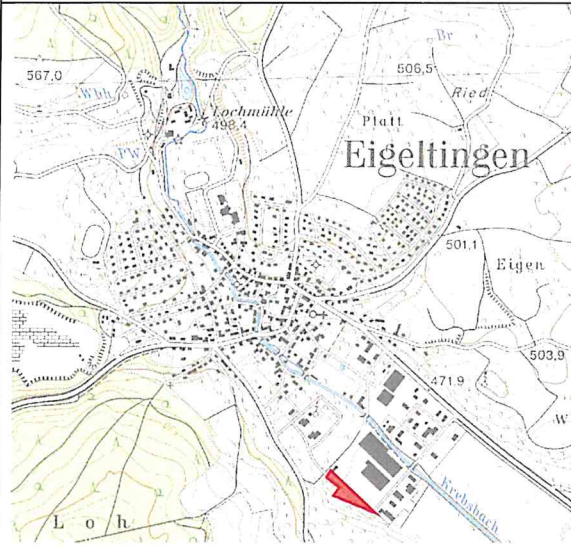 Br
567,0
506,5
Wbh
Ried
Lochmühle
498,4
Platt
PW
Eigeltingen
501,1
Eigen
503,9
471,9
W
Krebsbach
Loh